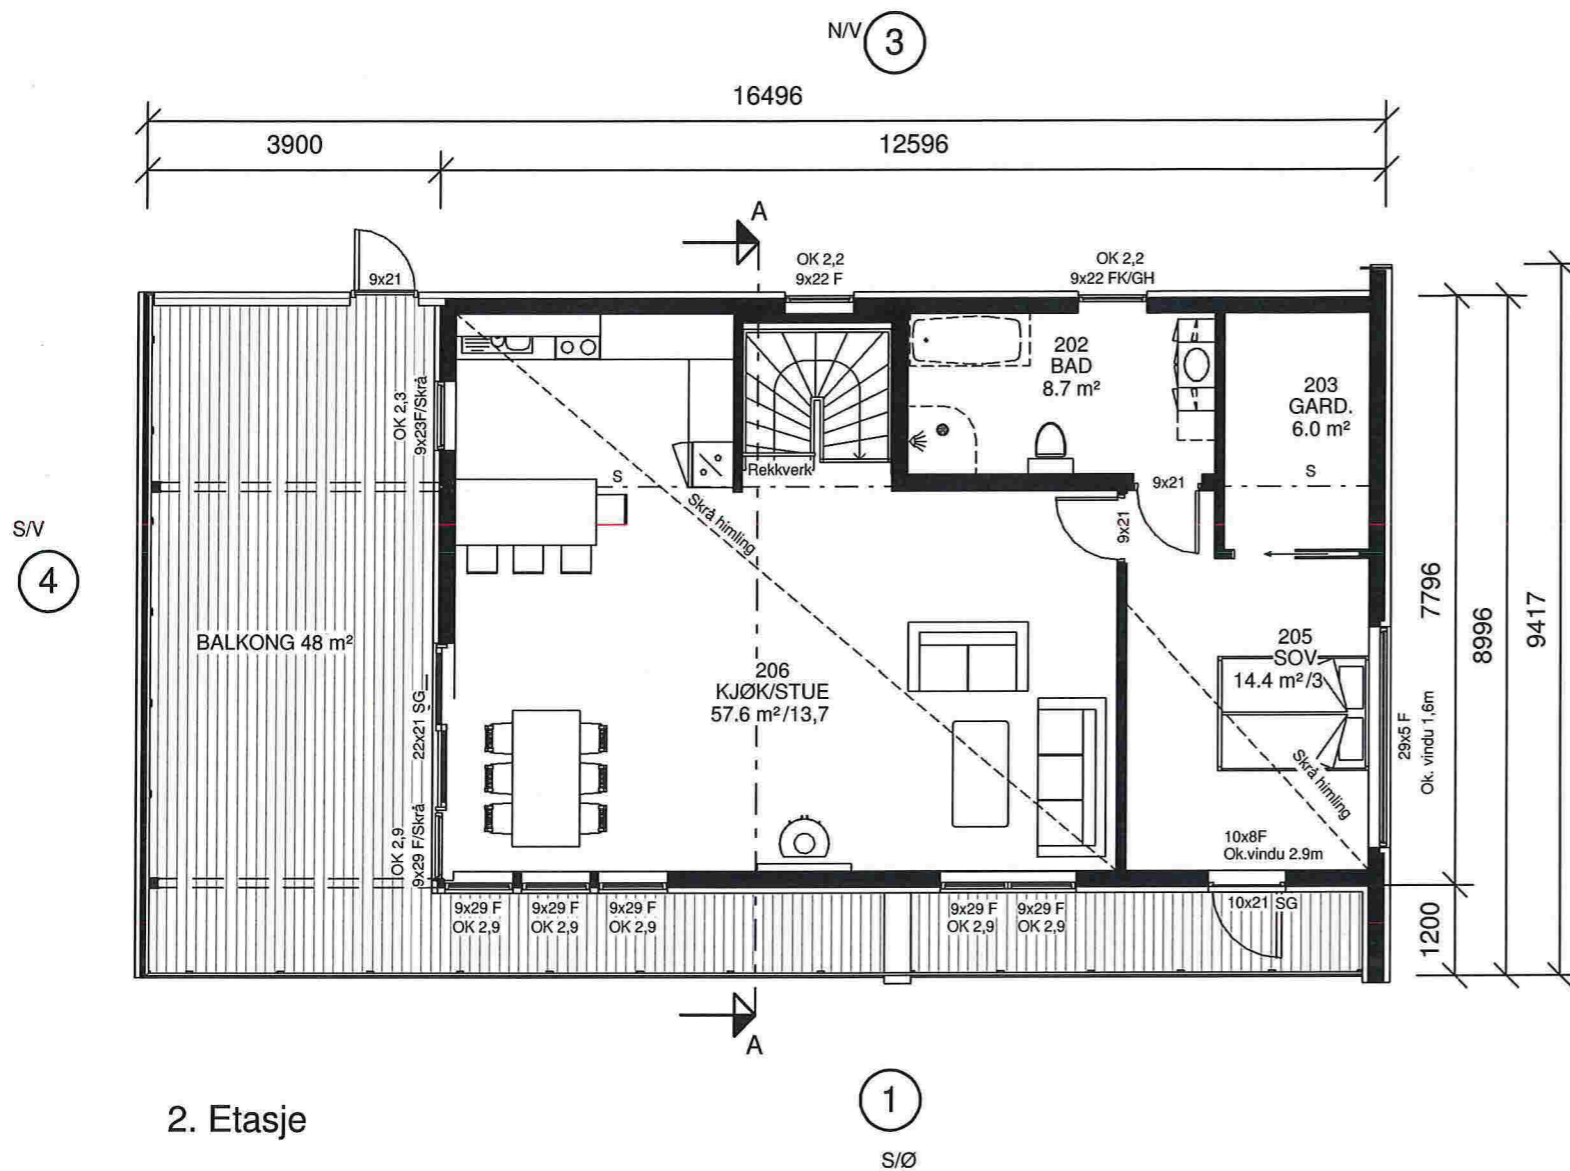 N/V
3
16496
3900
12596
A
OK 2,2
9x22 F
OK 2,2
9x22 FK/GH
9x21
202
BAD
8.7 m²
203
GARD.
6.0 m²
OK 2,3
9x23F/Skrå
Rekkverk
S
S
9x21
9x21
Skrå himling
S/V
4
BALKONG 48 m²
206
KJØK/STUE
57.6 m²/13,7
205
SOV
14.4 m²/3
7796
8996
9417
22x21 SG
29x5 F
Ok. vindu 1,6m
Skrå himling
OK 2,9
9x29 F/Skrå
10x8F
Ok.vindu 2.9m
9x29 F
OK 2,9
9x29 F
OK 2,9
9x29 F
OK 2,9
9x29 F
OK 2,9
9x29 F
OK 2,9
10x21 SG
1200
A
1
S/Ø
2. Etasje